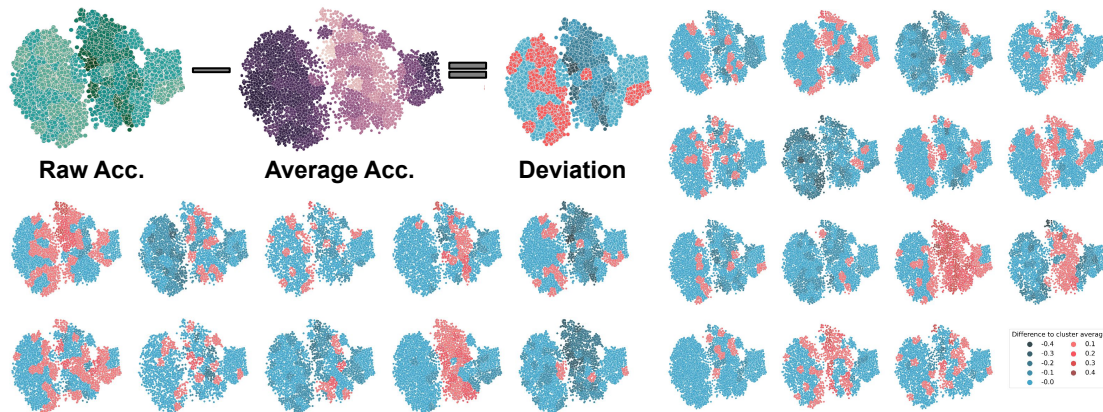 Raw Acc.
Average Acc.
Deviation
Difference to cluster average
-0.4
-0.3
-0.2
-0.1
-0.0
0.1
0.2
0.3
0.4